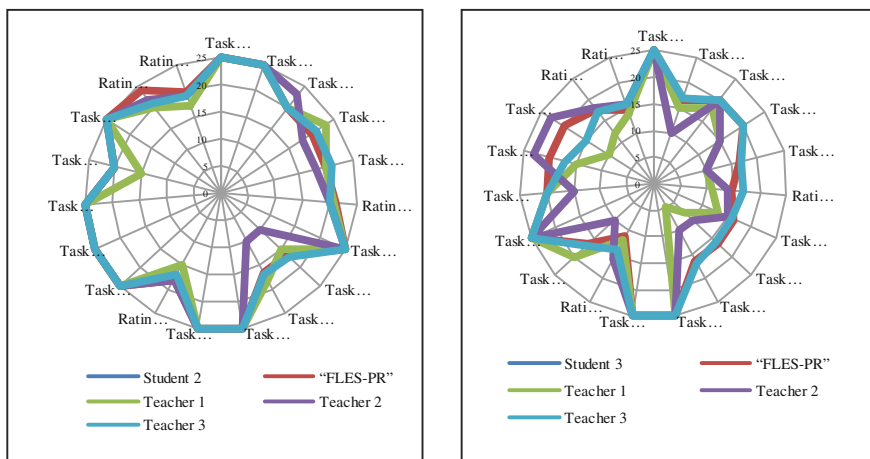 Task…
Ratin…
25
Task…
Ratin…
20
Task…
Task…
15
Task…
Task…
10
Task…
5
Task…
0
Ratin…
Task…
Task…
Task…
Task…
Ratin…
Task…
Task…
Task…
Student 2
“FLES-PR”
Teacher 1
Teacher 2
Teacher 3
Task…
Rati…
25
Task…
Rati…
20
Task…
Task…
15
Task…
Task…
10
Task…
5
Task…
0
Rati…
Task…
Task…
Task…
Task…
Rati…
Task…
Task…
Task…
Student 3
“FLES-PR”
Teacher 1
Teacher 2
Teacher 3